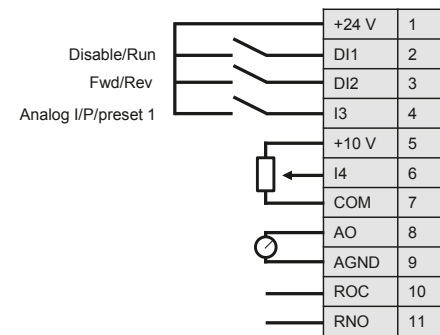 +24 V 1
Disable/Run DI1 2
Fwd/Rev DI2 3
Analog I/P/preset 1 I3 4
+10 V 5
I4 6
COM 7
AO 8
AGND 9
ROC 10
RNO 11